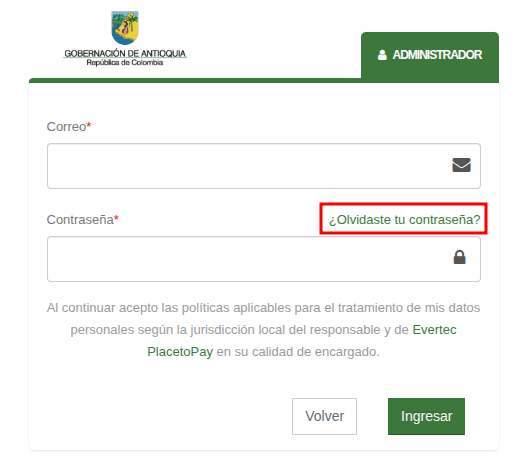 GOBERNACIÓN DE ANTIOQUIA
República de Colombia
ADMINISTRADOR
Correo*
Contraseña*
¿Olvidaste tu contraseña?
Al continuar acepto las políticas aplicables para el tratamiento de mis datos
personales según la jurisdicción local del responsable y de Evertec
PlacetoPay en su calidad de encargado.
Volver
Ingresar